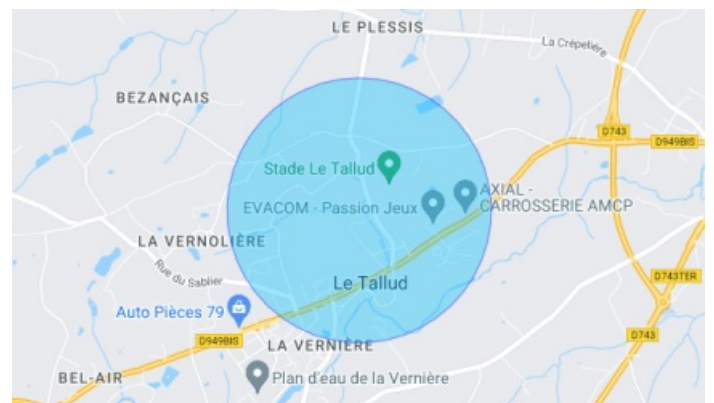 LE PLESSIS
La Crépetière
BEZANÇAIS
D743
D949BIS
Stade Le Tallud
AXIAL -
CARROSSERIE AMCP
EVACOM · Passion Jeux
LA VERNOLIÈRE
Rue du Sablier
Le Tallud
D743TER
Auto Pièces 79
D949BIS
D743
LA VERNIÈRE
BEL-AIR
Plan d'eau de la Vernière